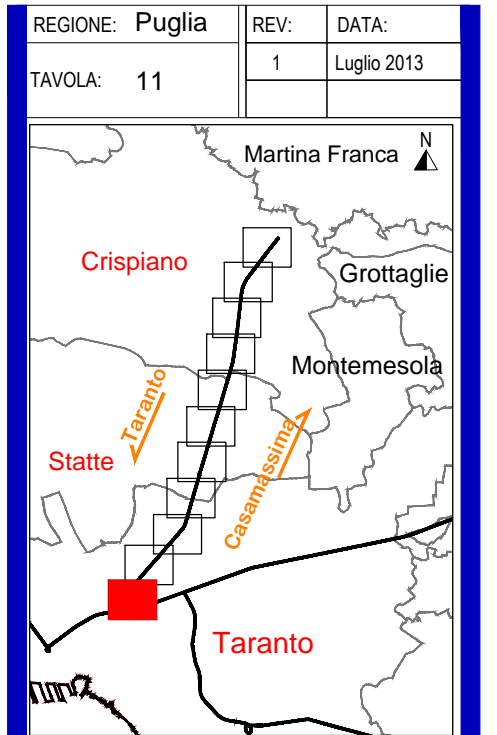 REGIONE: Puglia
REV:
DATA:
1
Luglio 2013
TAVOLA: 11
N
Martina Franca
Crispiano
Grottaglie
Montemesola
Taranto
Casamassima
Statte
Taranto